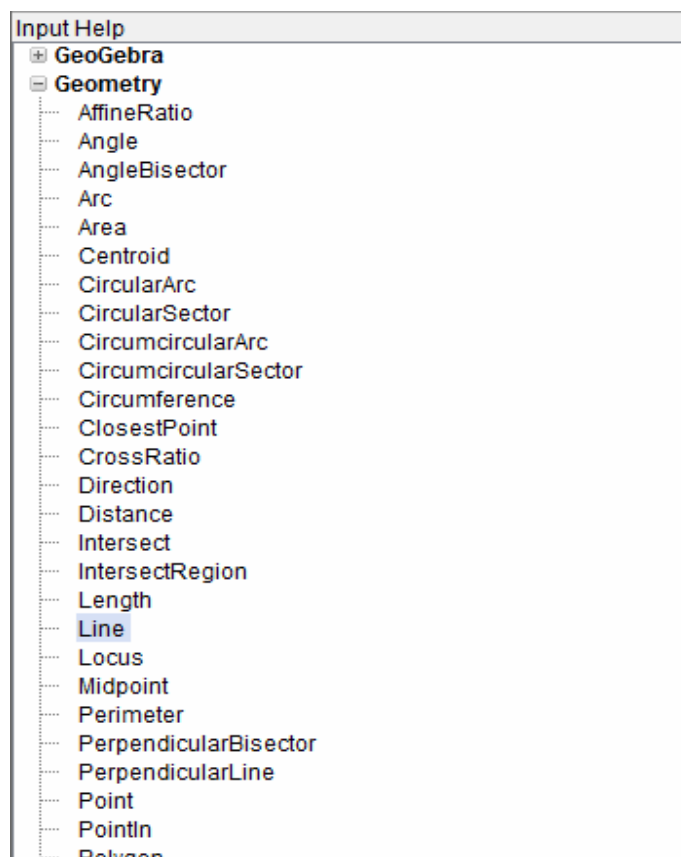 Input Help
GeoGebra
Geometry
AffineRatio
Angle
AngleBisector
Arc
Area
Centroid
CircularArc
CircularSector
CircumcircularArc
CircumcircularSector
Circumference
ClosestPoint
CrossRatio
Direction
Distance
Intersect
IntersectRegion
Length
Line
Locus
Midpoint
Perimeter
PerpendicularBisector
PerpendicularLine
Point
PointIn
Polygon